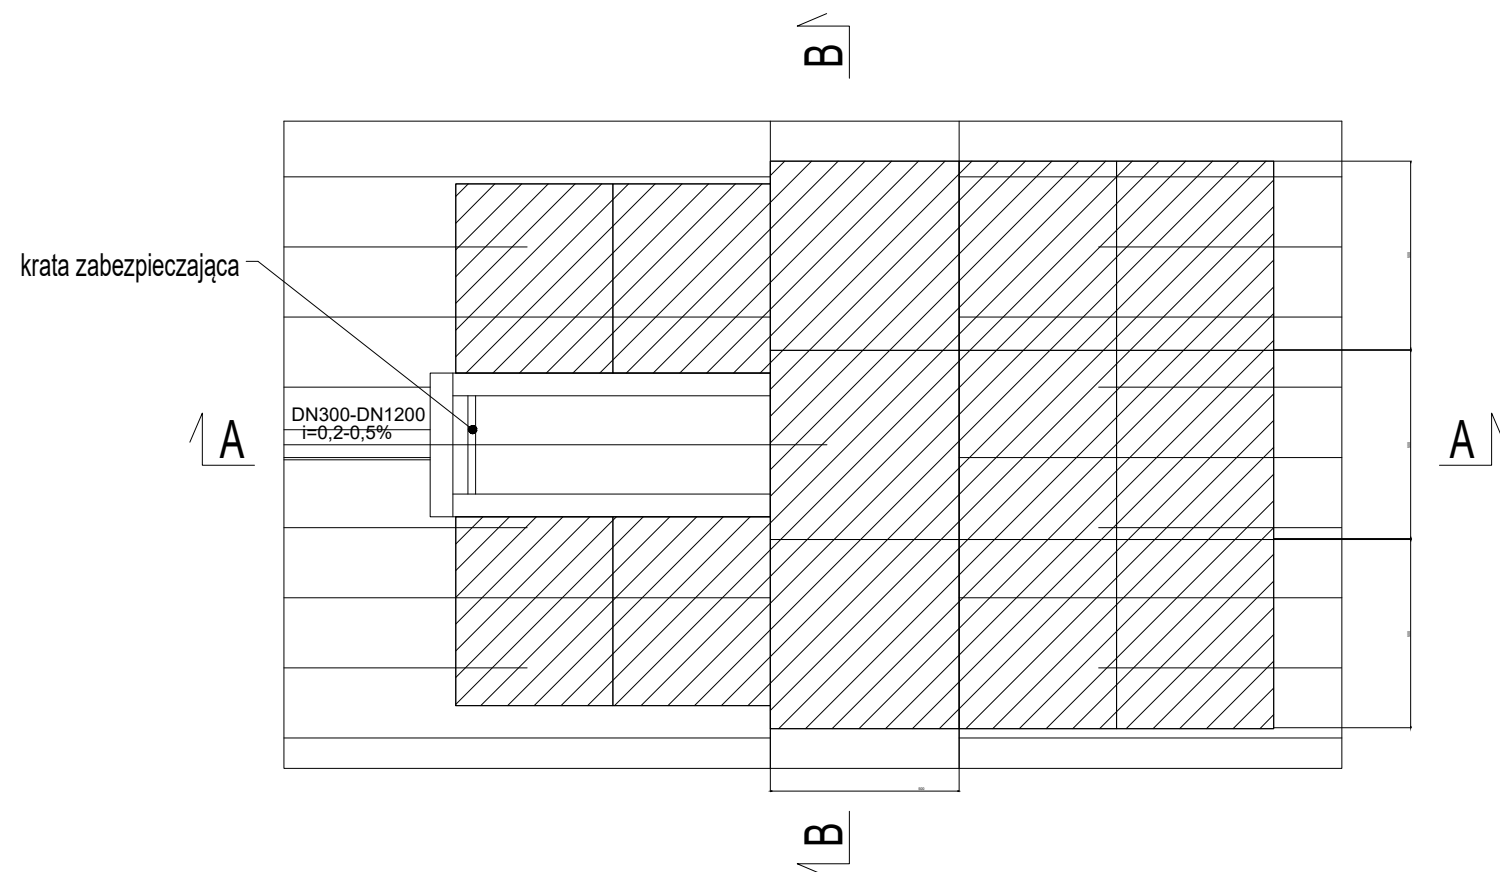 B
krata zabezpieczająca
DN300-DN1200
i=0,2-0,5%
A
A
B